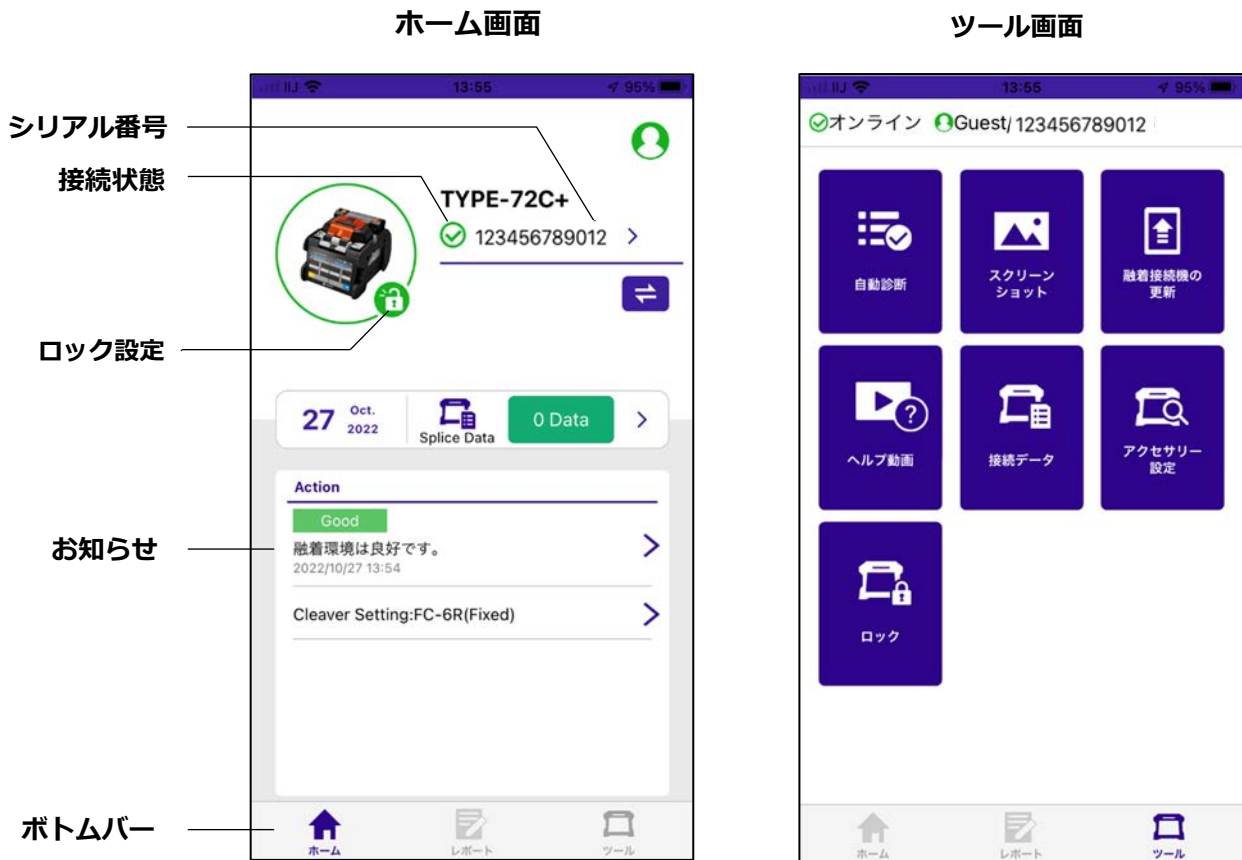 ホーム画面
ツール画面
シリアル番号
接続状態
ロック設定
お知らせ
ボトムバー
IIJ 13:55 95%
TYPE-72C+
123456789012
27 Oct. 2022
Splice Data
0 Data
Action
Good
融着環境は良好です。
2022/10/27 13:54
Cleaver Setting:FC-6R(Fixed)
ホーム
レポート
ツール
IIJ 13:55 95%
オンライン Guest/ 123456789012
自動診断
スクリーン
ショット
融着接続機の
更新
ヘルプ動画
接続データ
アクセサリー
設定
ロック
ホーム
レポート
ツール